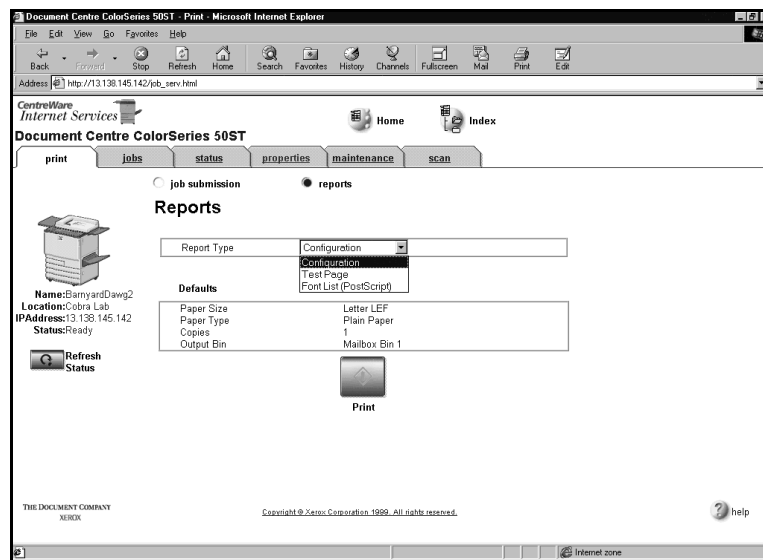 Document Centre ColorSeries 50ST - Print - Microsoft Internet Explorer
File Edit View Go Favorites Help
Back Forward Stop Refresh Home Search Favorites History Channels Fullscreen Mail Print Edit
Address http://13.138.145.142/job_serv.html
CentreWare
Internet Services
Home Index
Document Centre ColorSeries 50ST
print jobs status properties maintenance scan
job submission reports
Reports
Report Type Configuration
Configuration
Test Page
Font List (PostScript)
Defaults
Paper Size Letter LEF
Paper Type Plain Paper
Copies 1
Output Bin Mailbox Bin 1
Name:BarnyardDawg2
Location:Cobra Lab
IPAddress:13.138.145.142
Status:Ready
Refresh
Status
Print
THE DOCUMENT COMPANY
XEROX
Copyright © Xerox Corporation 1999. All rights reserved.
help
Internet zone